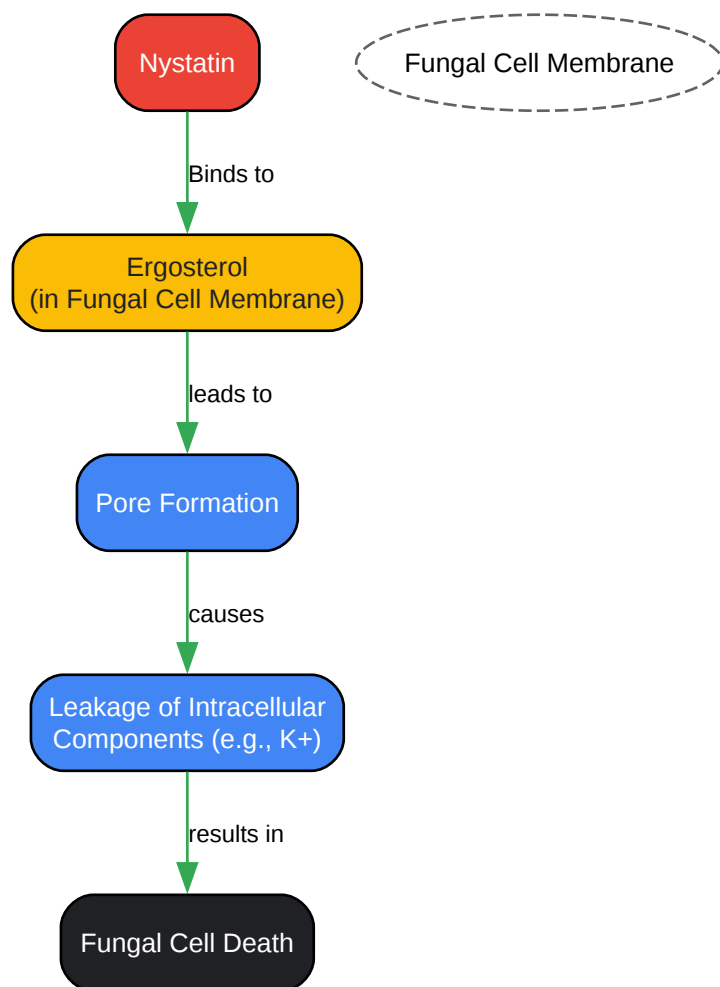 Nystatin
Fungal Cell Membrane
Binds to
Ergosterol
(in Fungal Cell Membrane)
leads to
Pore Formation
causes
Leakage of Intracellular
Components (e.g., K+)
results in
Fungal Cell Death